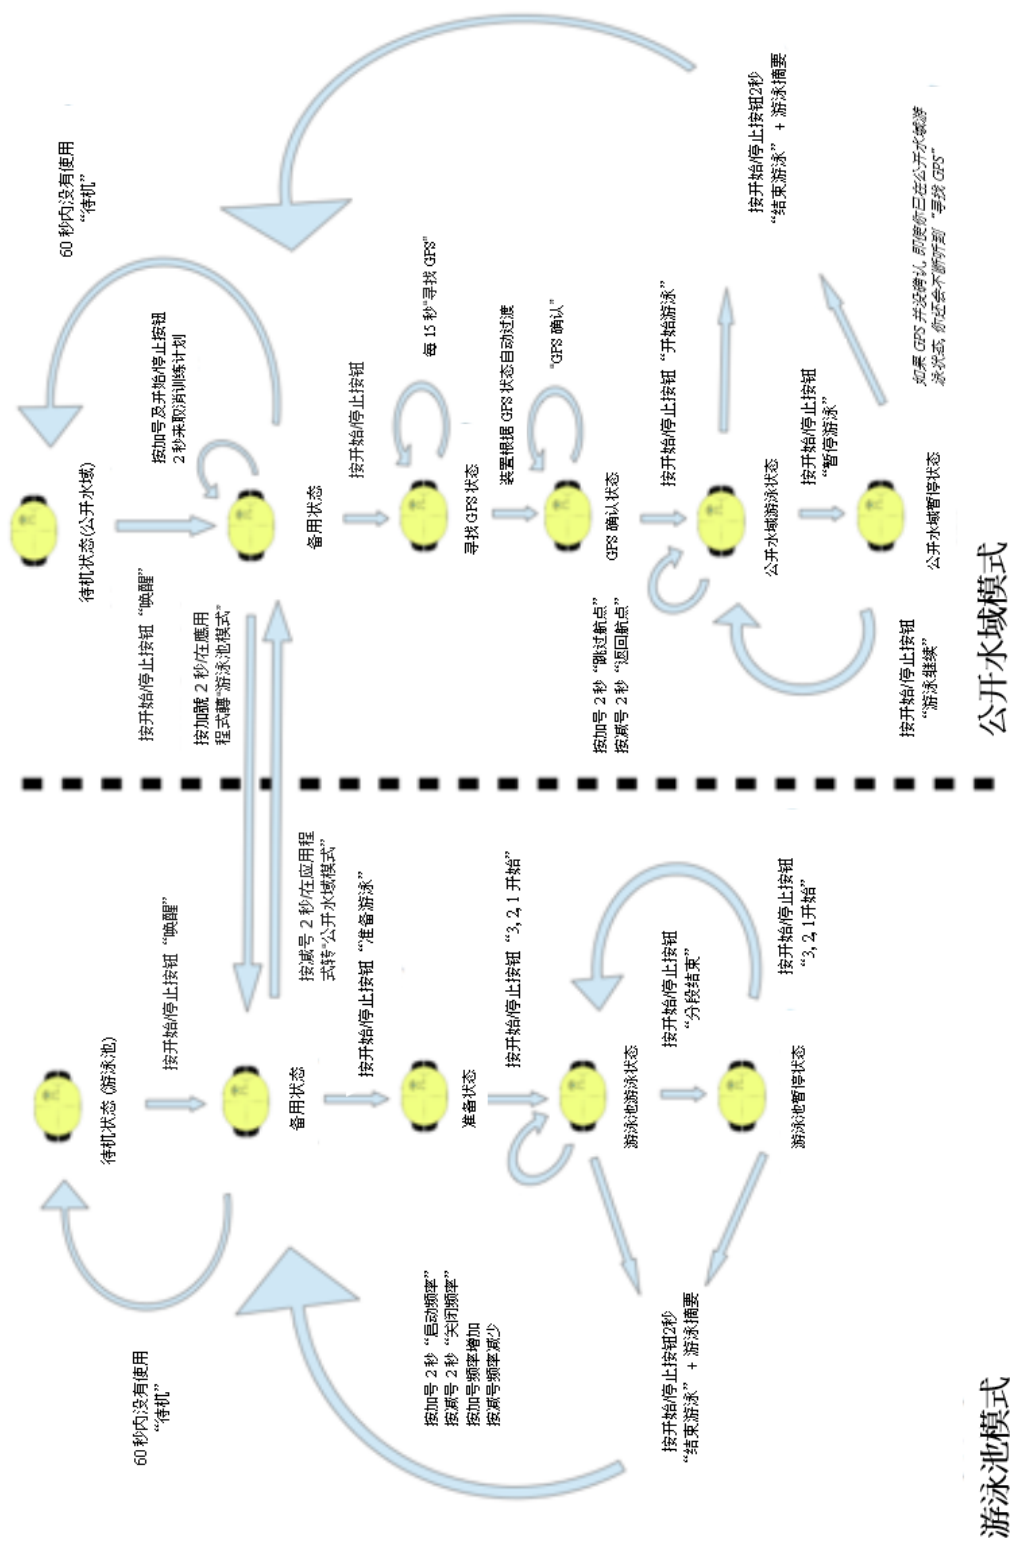 60 秒内没有使用
“待机”
待机状态 (游泳池)
按开始/停止按钮 “唤醒”
备用状态
按减号 2 秒/在应用程
式转“公开水域模式”
按开始/停止按钮 “准备游泳”
准备状态
按加号 2 秒 “启动频率”
按减号 2 秒 “关闭频率”
按加号频率增加
按减号频率减少
按开始/停止按钮 “3, 2, 1 开始”
游泳池游泳状态
按开始/停止按钮
“分段结束”
按开始/停止按钮2秒
“结束游泳” + 游泳摘要
游泳池暂停状态
按开始/停止按钮
“3, 2, 1开始”
游泳池模式
60 秒内没有使用
“待机”
待机状态(公开水域)
按开始/停止按钮 “唤醒”
按加号及开始/停止按钮
2 秒来取消训练计划
按加號 2 秒/在應用
程式轉“游泳池模式”
备用状态
按开始/停止按钮
每 15 秒“寻找 GPS”
寻找 GPS 状态
装置根据 GPS 状态自动过渡
“GPS 确认”
GPS 确认状态
按加号 2 秒 “跳过航点”
按减号 2 秒 “返回航点”
按开始/停止按钮 “开始游泳”
公开水域游泳状态
按开始/停止按钮2秒
“结束游泳” + 游泳摘要
按开始/停止按钮
“暂停游泳”
公开水域暂停状态
按开始/停止按钮
“游泳继续”
如果 GPS 并没确认, 即使你已在公开水域游
泳状态, 你还会不断听到 “寻找 GPS”
公开水域模式